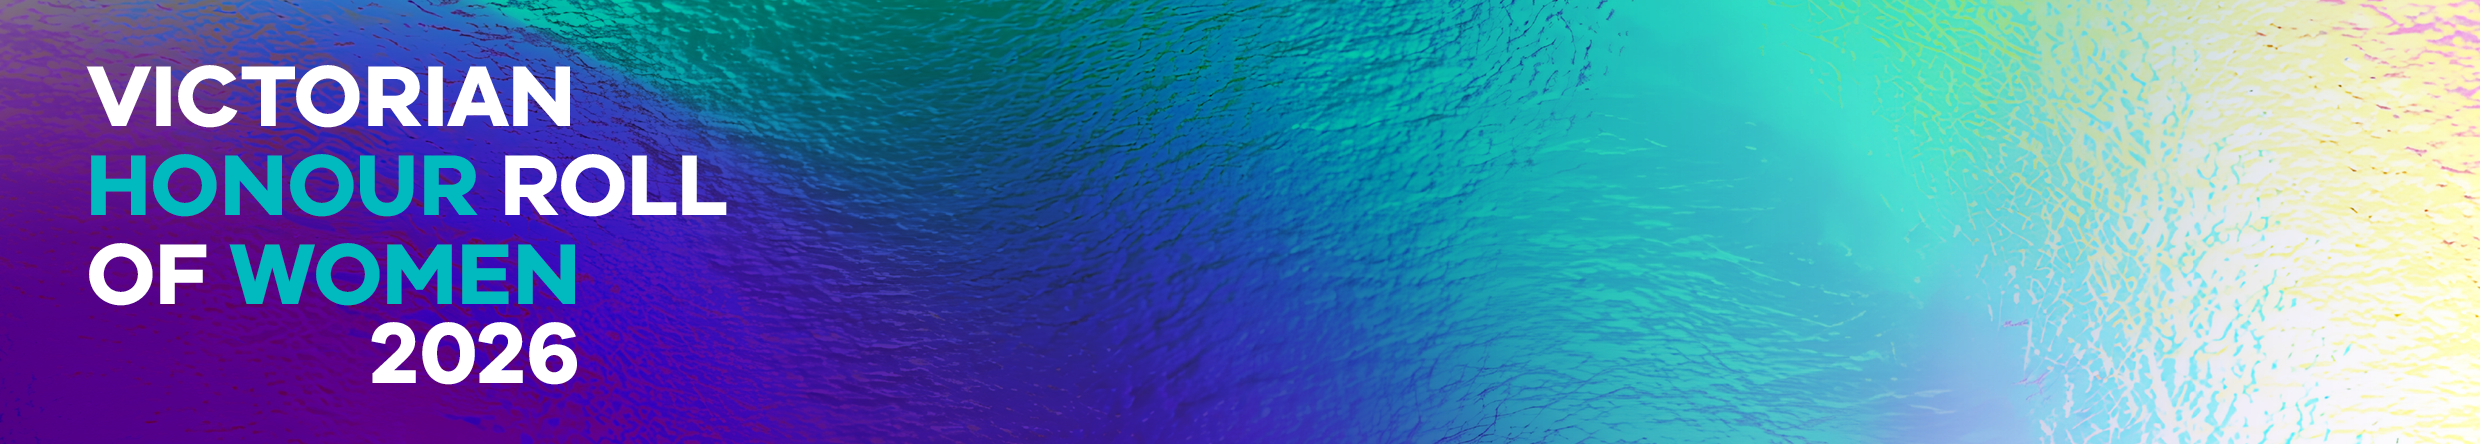 VICTORIAN
HONOUR ROLL
OF WOMEN
2026